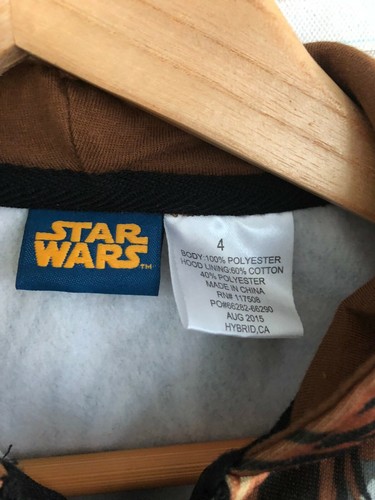 STAR
WARS™
4
BODY:100% POLYESTER
HOOD LINING:60% COTTON
40% POLYESTER
MADE IN CHINA
RN# 117508
PO#66282-66290
AUG 2015
HYBRID,CA